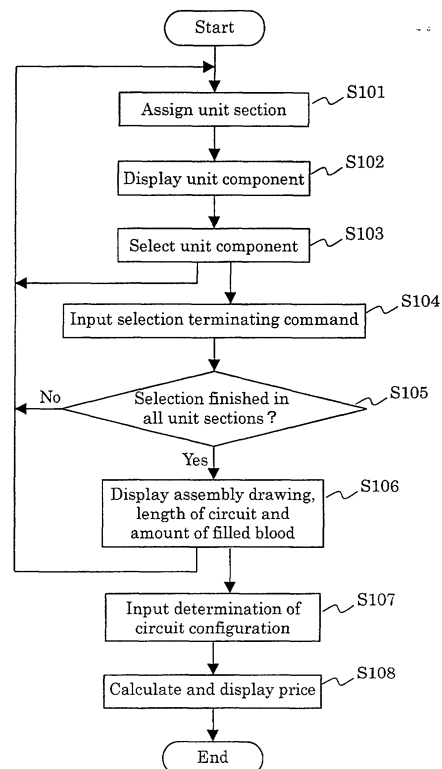 Start
Assign unit section
S101
Display unit component
S102
Select unit component
S103
Input selection terminating command
S104
Selection finished in
all unit sections ?
S105
No
Yes
Display assembly drawing,
length of circuit and
amount of filled blood
S106
Input determination of
circuit configuration
S107
Calculate and display price
S108
End